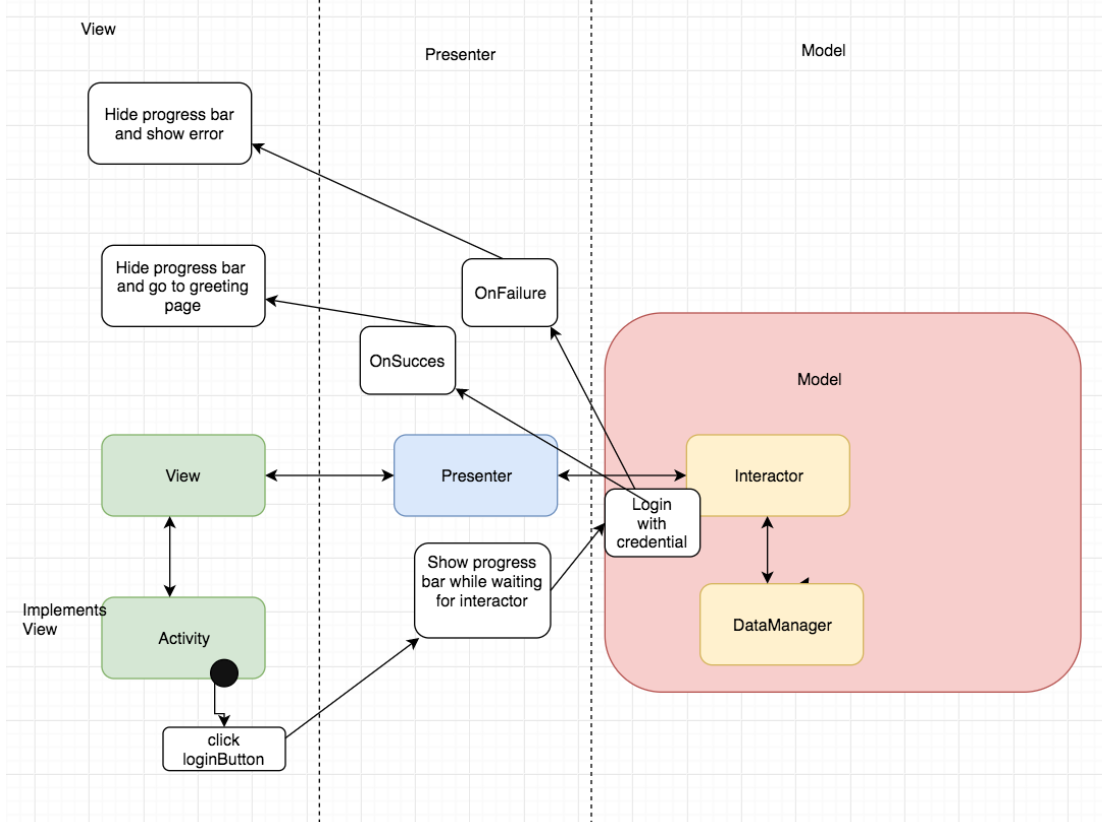 View
Presenter
Model
Hide progress bar
and show error
Hide progress bar
and go to greeting
page
OnFailure
OnSucces
Model
View
Presenter
Interactor
Login
with
credential
Show progress
bar while waiting
for interactor
Implements
View
Activity
DataManager
click
loginButton